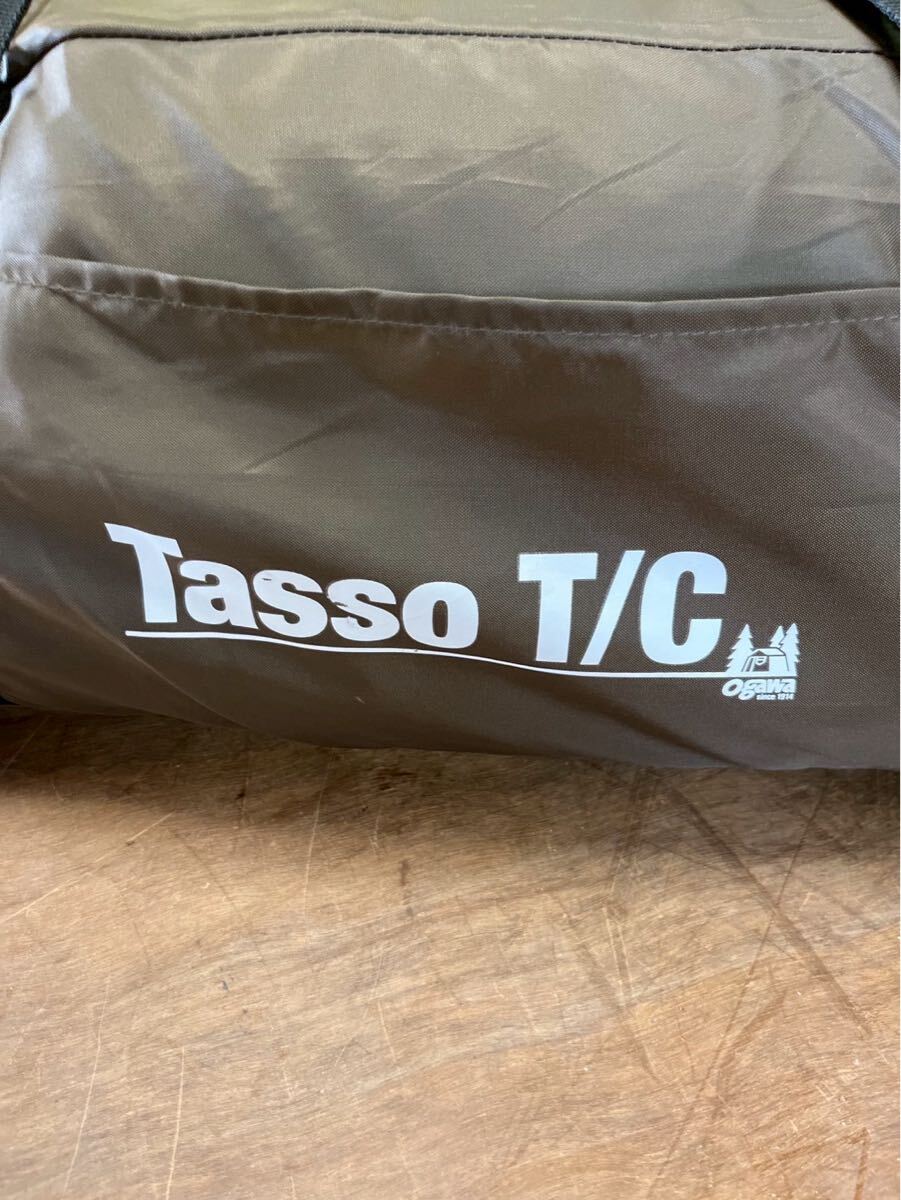 Tasso T/C
Ogawa
since 1914